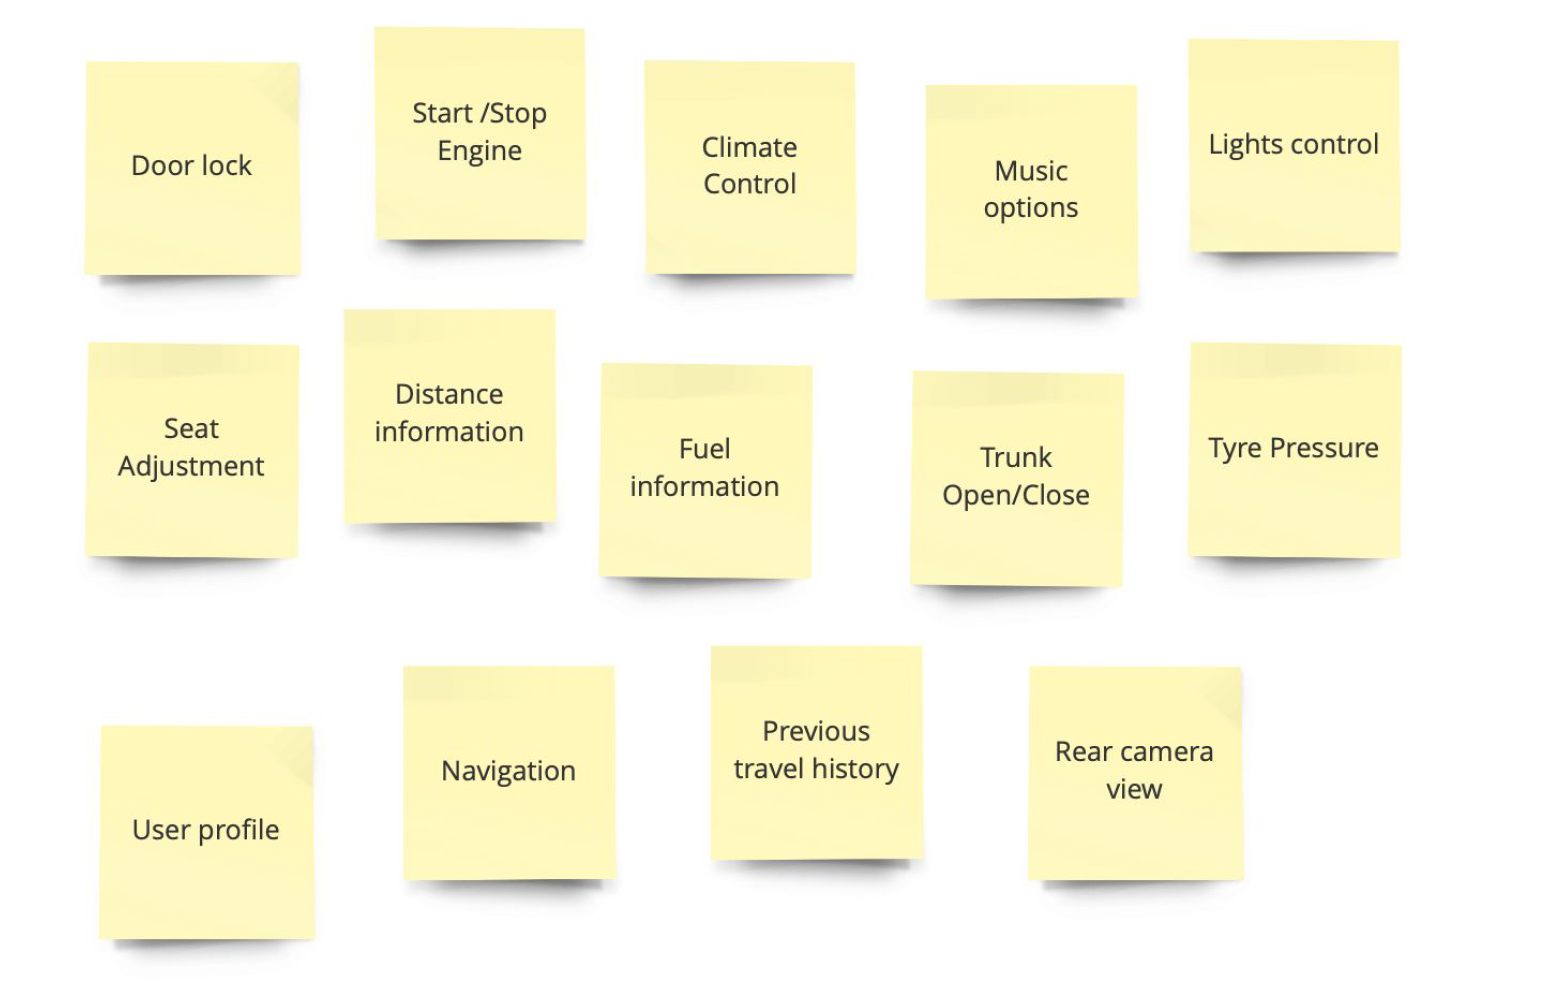 Door lock
Start /Stop
Engine
Climate
Control
Music
options
Lights control
Seat
Adjustment
Distance
information
Fuel
information
Trunk
Open/Close
Tyre Pressure
User profile
Navigation
Previous
travel history
Rear camera
view